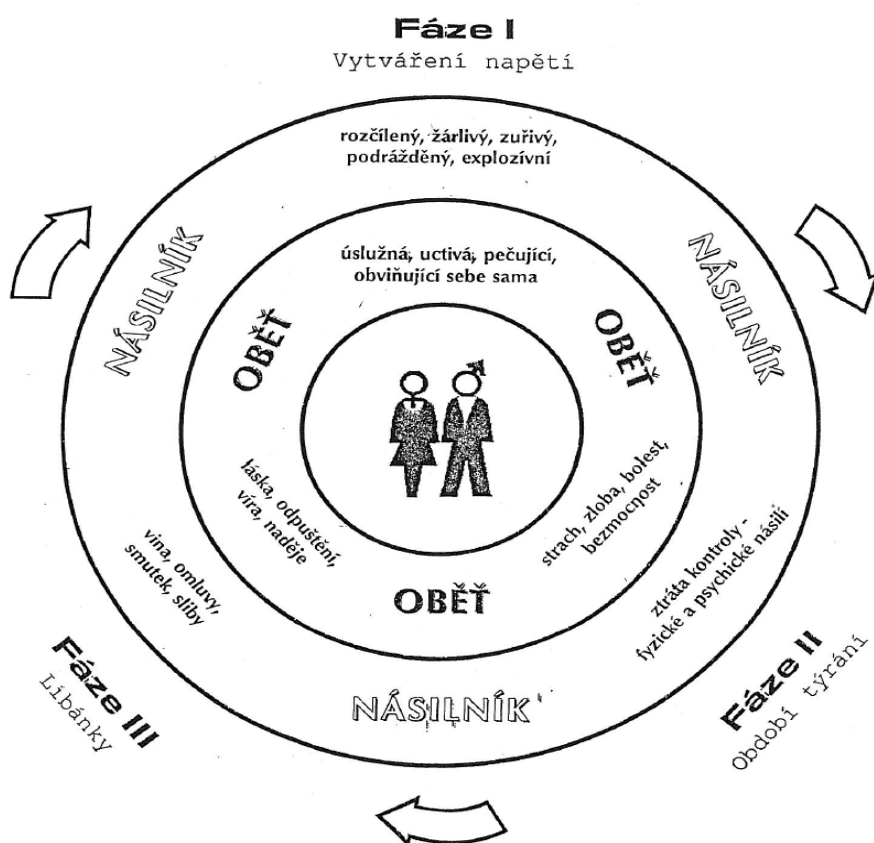 Fáze I
Vytváření napětí
rozčílený, žárlivý, zuřivý,
podrážděný, explozívní
NÁSILNÍK
NÁSILNÍK
úslužná, uctivá, pečující,
obviňující sebe sama
OBĚŤ
OBĚŤ
láska, odpuštění,
víra, naděje
strach, zloba, bolest,
bezmocnost
vina, omluvy,
smutek, sliby
ztráta kontroly -
fyzické a psychické násilí
OBĚŤ
NÁSILNÍK
Fáze III
Líbánky
Fáze II
Období týrání